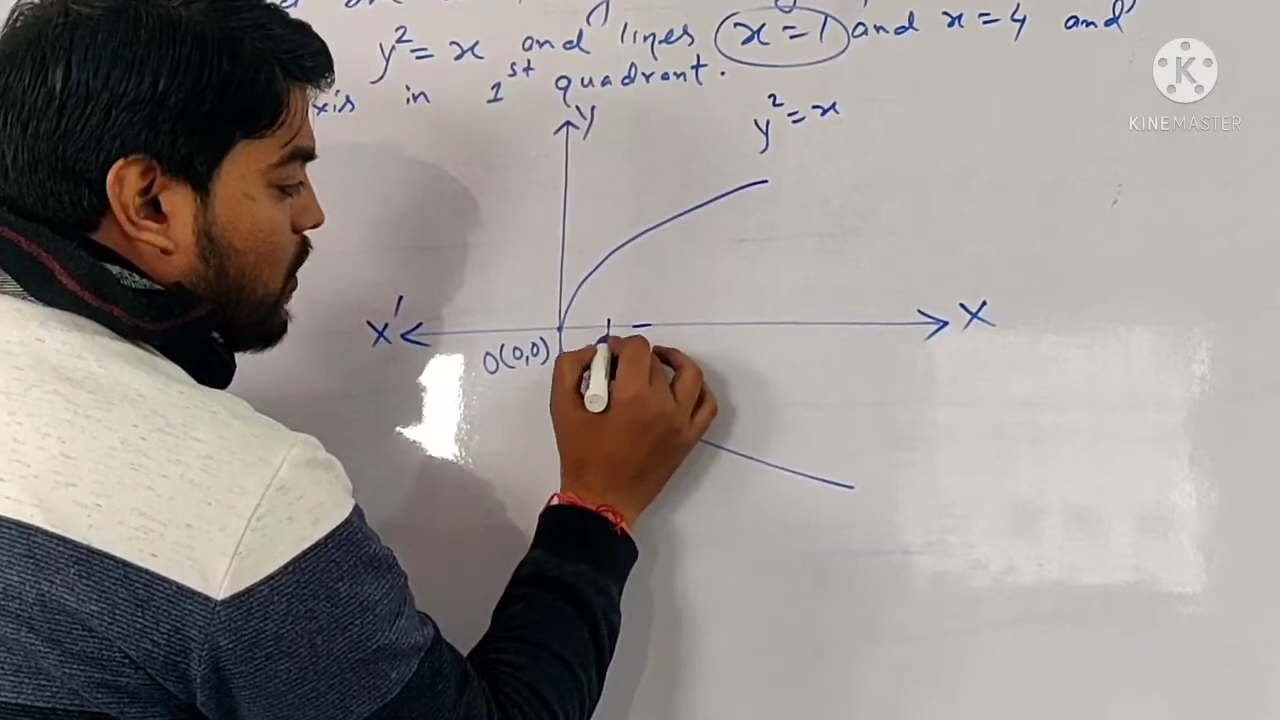 y² = x and lines x = 1 and x = 4 and
xis in 1st quadrant.
Y
y² = x
X'
X
O(0,0)
KINEMASTER